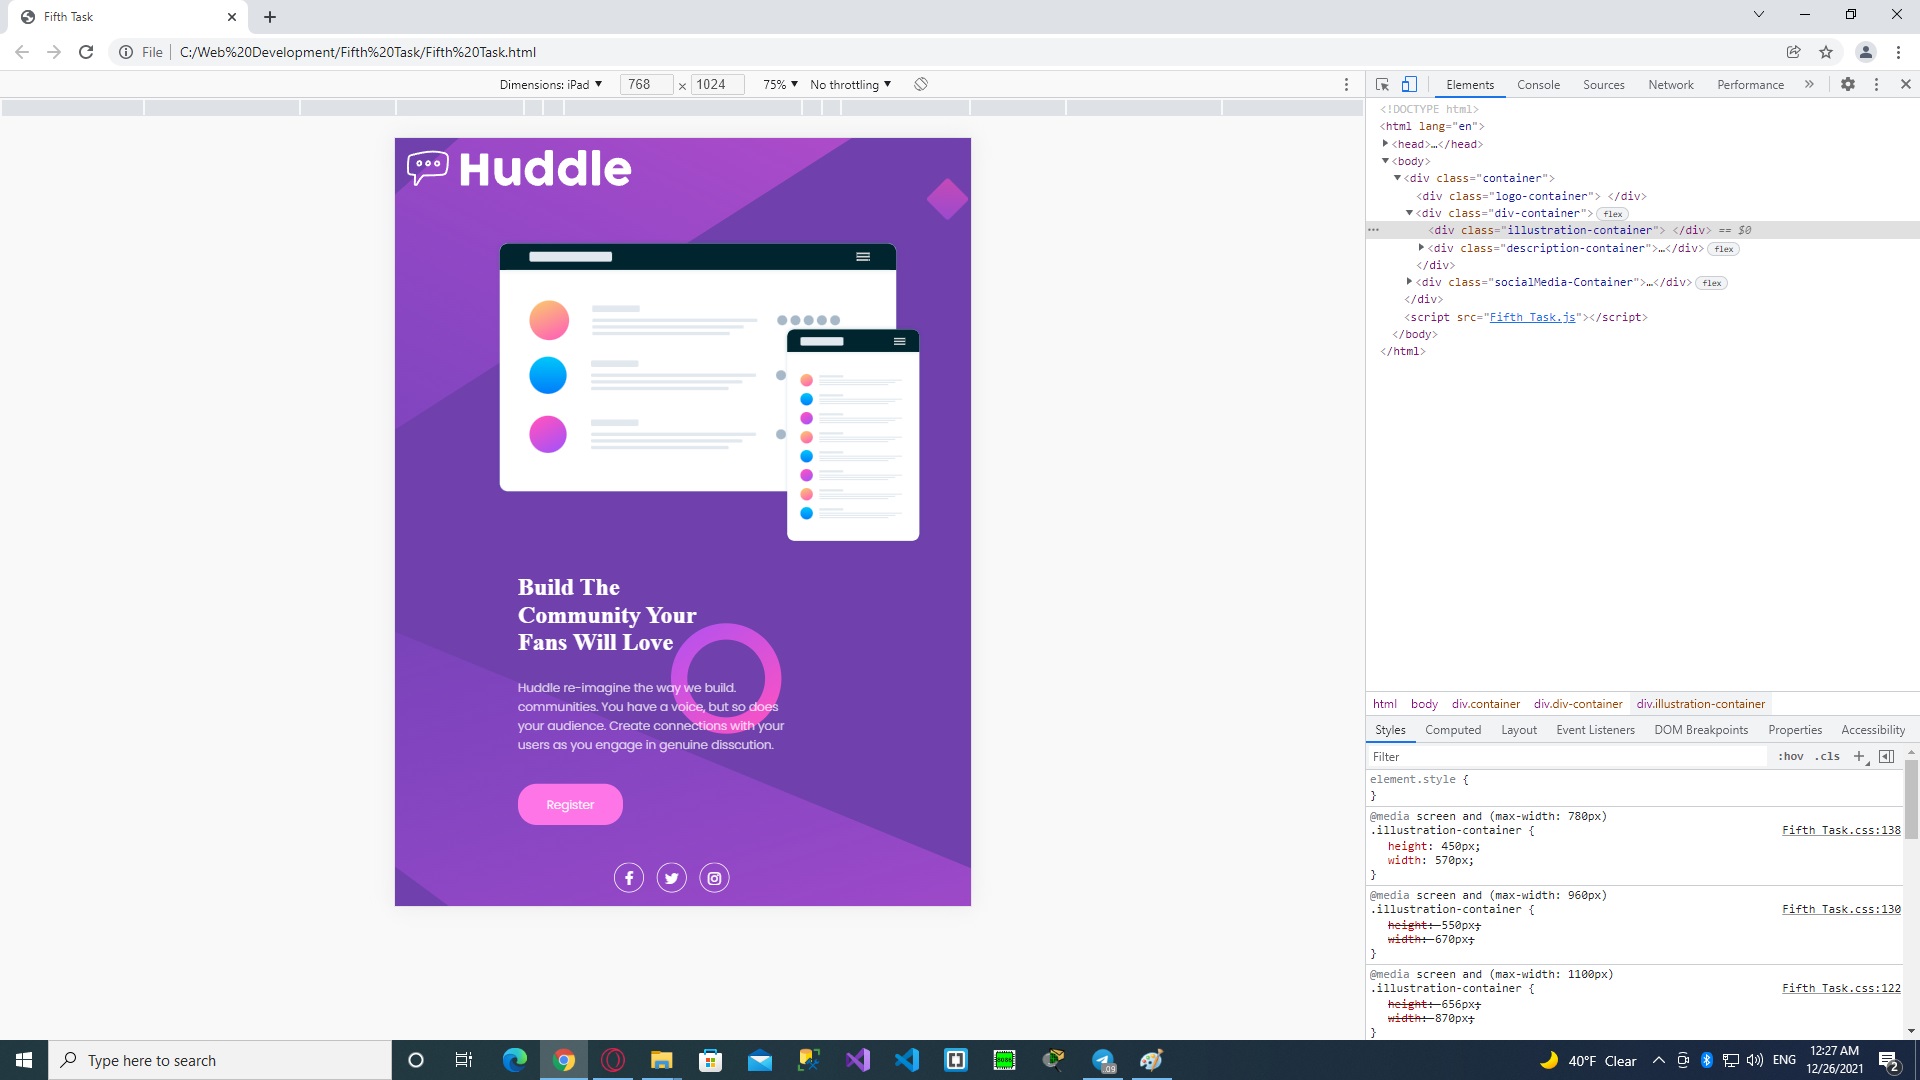 Fifth Task
File
C:/Web%20Development/Fifth%20Task/Fifth%20Task.html
Dimensions: iPad ▼ 768 × 1024 75% ▼ No throttling ▼
Elements Console Sources Network Performance »
Huddle
Build The
Community Your
Fans Will Love
Huddle re-imagine the way we build.
communities. You have a voice, but so does
your audience. Create connections with your
users as you engage in genuine disscution.
Register
<!DOCTYPE html>
<html lang="en">
▶<head>…</head>
▼<body>
▼<div class="container">
<div class="logo-container"> </div>
▼<div class="div-container"> flex
<div class="illustration-container"> </div> == $0
▶<div class="description-container">…</div> flex
</div>
▶<div class="socialMedia-Container">…</div> flex
</div>
<script src="Fifth Task.js"></script>
</body>
</html>
html body div.container div.div-container div.illustration-container
Styles Computed Layout Event Listeners DOM Breakpoints Properties Accessibility
Filter :hov .cls +
element.style {
}
@media screen and (max-width: 780px)
.illustration-container { Fifth Task.css:138
height: 450px;
width: 570px;
}
@media screen and (max-width: 960px)
.illustration-container { Fifth Task.css:130
height: 550px;
width: 670px;
}
@media screen and (max-width: 1100px)
.illustration-container { Fifth Task.css:122
height: 656px;
width: 870px;
}
Type here to search
40°F Clear
ENG
12:27 AM
12/26/2021
2